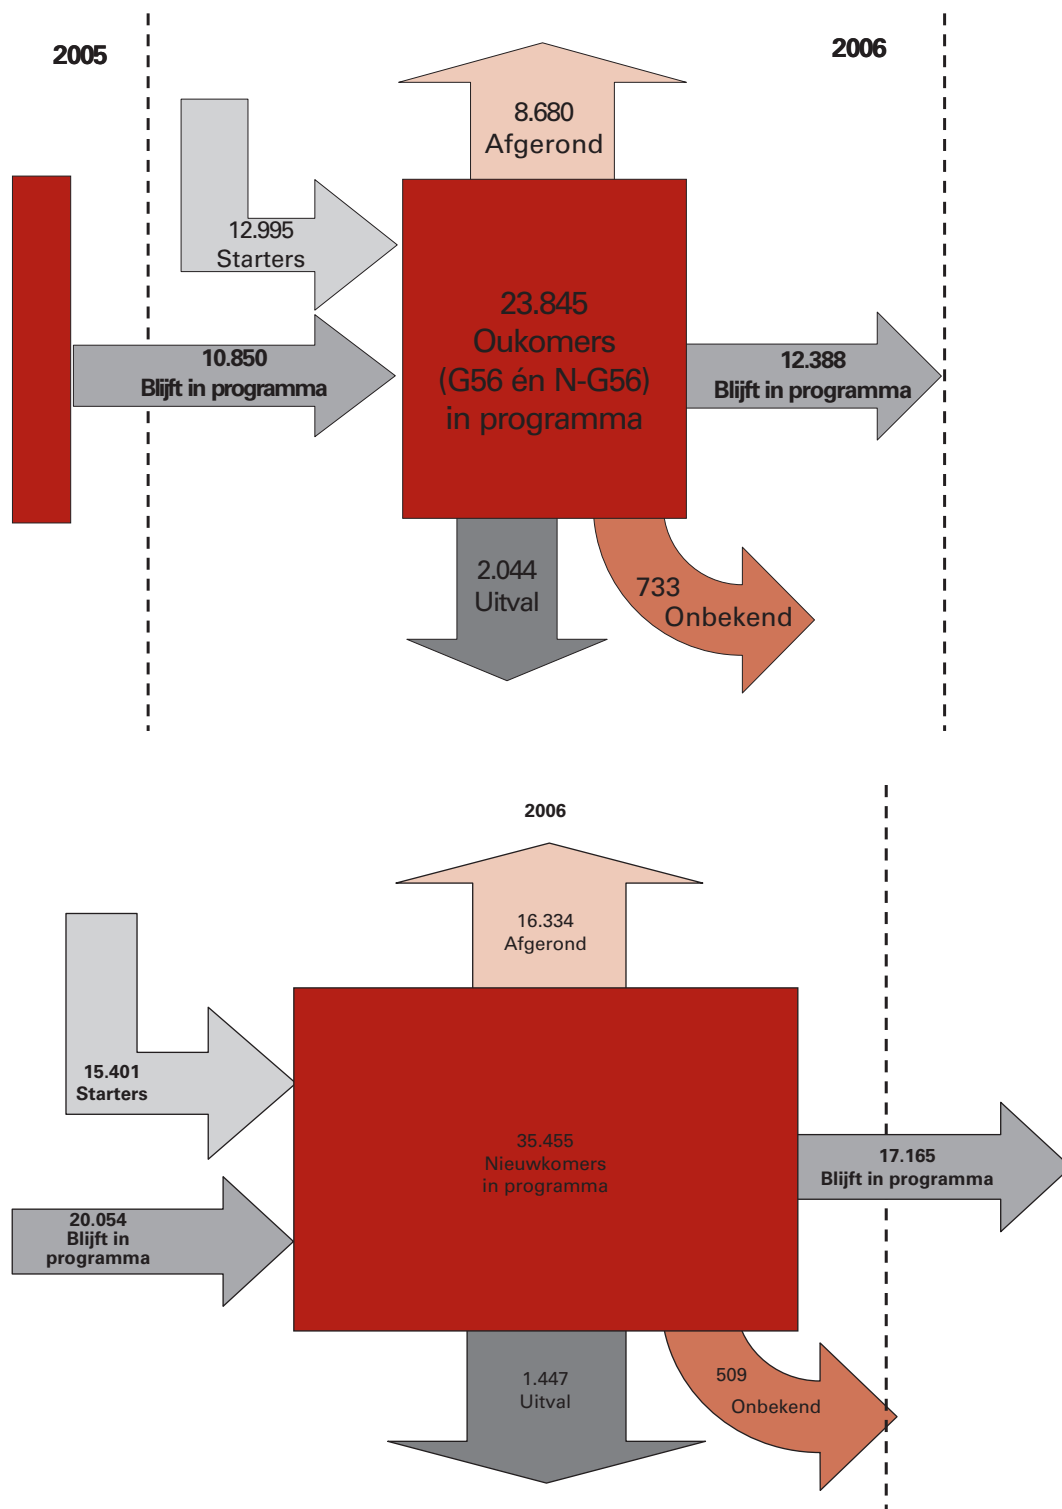 2005
2006
8.680
Afgerond
12.995
Starters
10.850
Blijft in programma
23.845
Oukomers
(G56 én N-G56)
in programma
12.388
Blijft in programma
2.044
Uitval
733
Onbekend
2006
16.334
Afgerond
15.401
Starters
35.455
Nieuwkomers
in programma
17.165
Blijft in programma
20.054
Blijft in
programma
1.447
Uitval
509
Onbekend